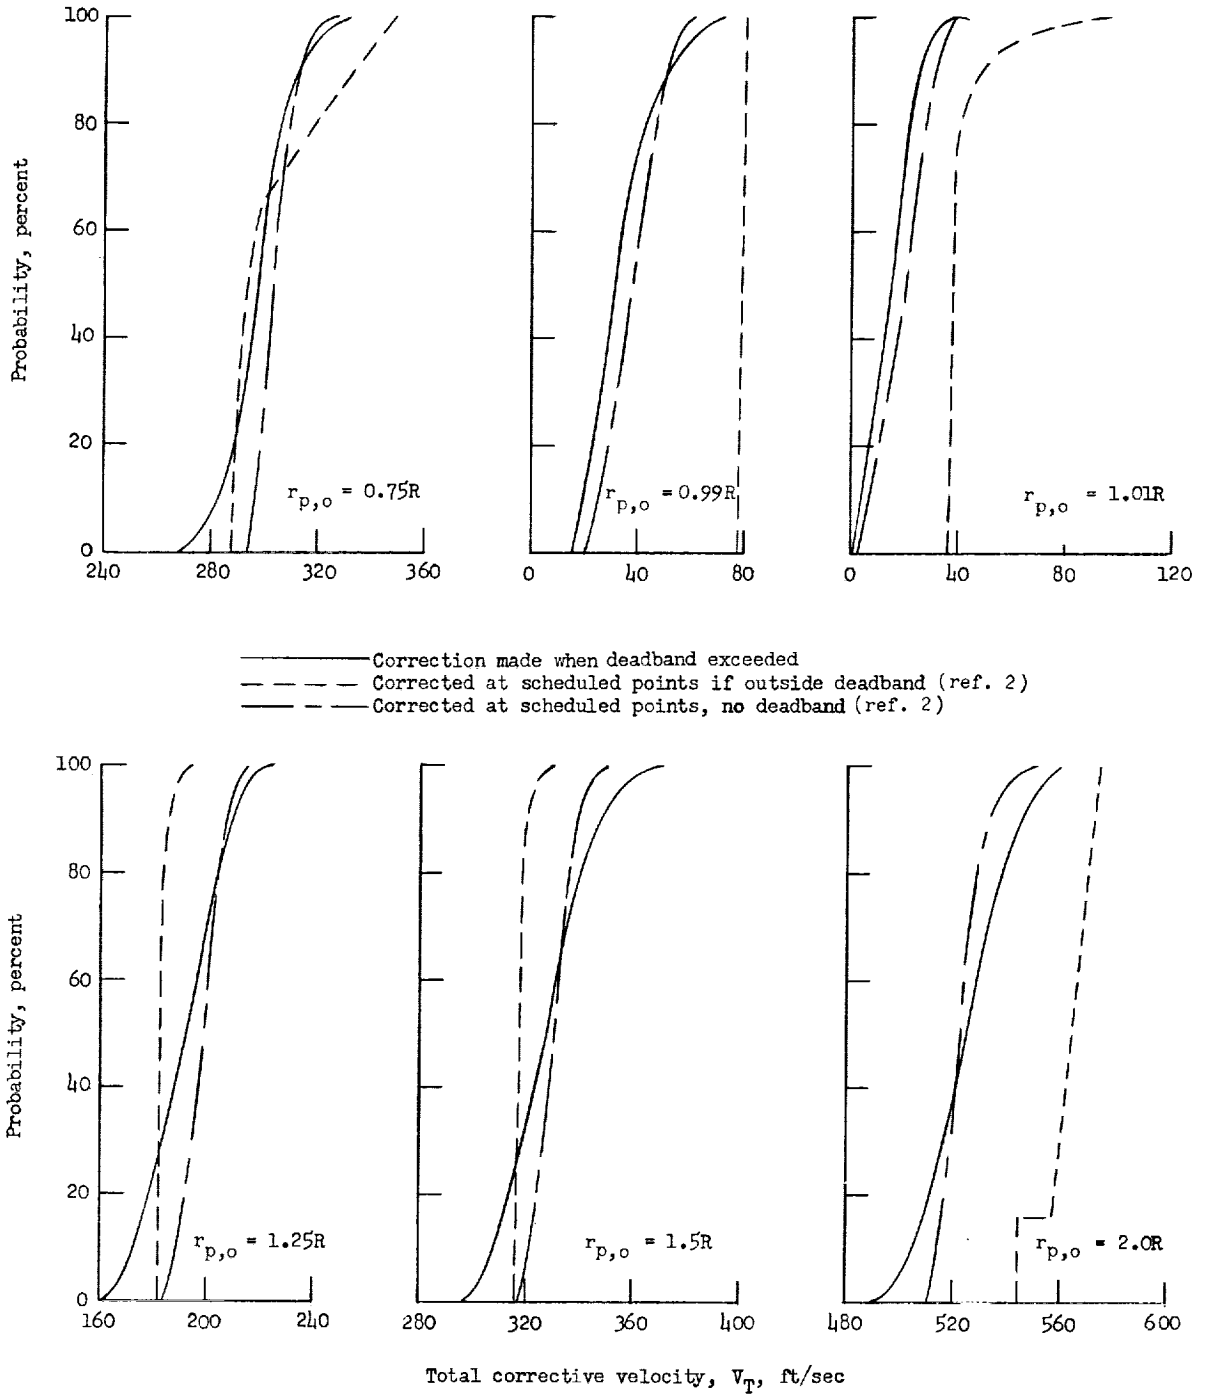 Probability, percent
100
80
60
40
20
0
240
280
320
360
r_p,o = 0.75R
0
40
80
r_p,o = 0.99R
0
40
80
120
r_p,o = 1.01R
Correction made when deadband exceeded
Corrected at scheduled points if outside deadband (ref. 2)
Corrected at scheduled points, no deadband (ref. 2)
Probability, percent
100
80
60
40
20
0
160
200
240
r_p,o = 1.25R
280
320
360
400
r_p,o = 1.5R
480
520
560
600
r_p,o = 2.0R
Total corrective velocity, V_T, ft/sec